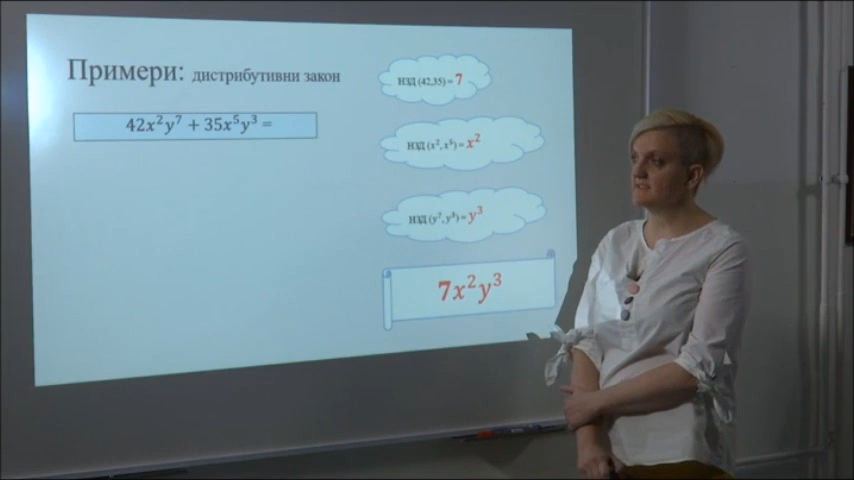 Примери: дистрибутивни закон
42x²y⁷ + 35x⁵y³ =
НЗД (42,35) = 7
НЗД (x², x⁵) = x²
НЗД (y⁷, y³) = y³
7x²y³